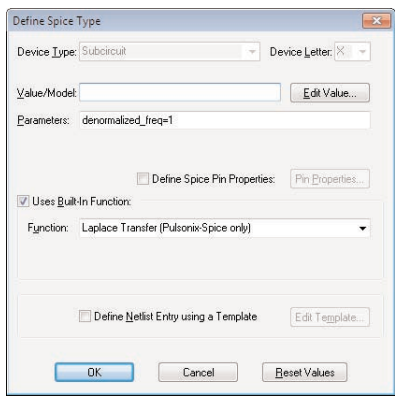 Define Spice Type
Device Type: Subcircuit Device Letter: X
Value/Model: Edit Value...
Parameters: denormalized_freq=1
Define Spice Pin Properties: Pin Properties...
Uses Built-In Function:
Function: Laplace Transfer (Pulsonix-Spice only)
Define Netlist Entry using a Template Edit Template...
OK Cancel Reset Values